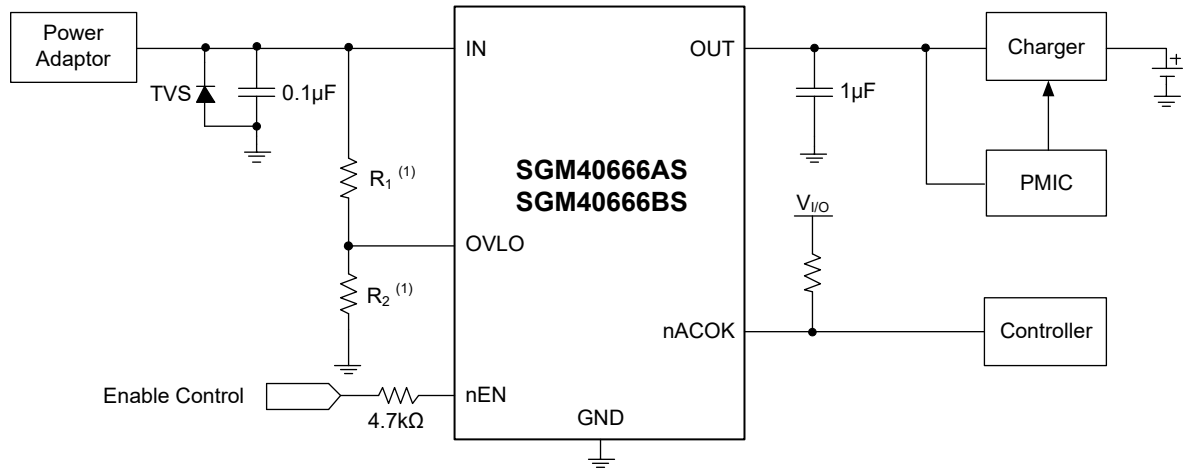 Power
Adaptor
IN
OUT
Charger
+
TVS
0.1µF
1µF
R1 (1)
SGM40666AS
SGM40666BS
PMIC
VI/O
OVLO
R2 (1)
nACOK
Controller
Enable Control
nEN
4.7kΩ
GND